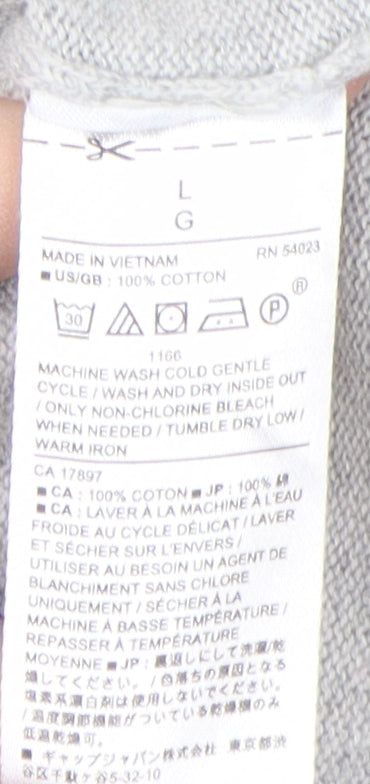 L
G
MADE IN VIETNAM RN 54023
■ US/GB : 100% COTTON
30 P ®
1166
MACHINE WASH COLD GENTLE
CYCLE / WASH AND DRY INSIDE OUT
/ ONLY NON-CHLORINE BLEACH
WHEN NEEDED / TUMBLE DRY LOW /
WARM IRON
CA 17897
■ CA : 100% COTON ■ JP : 100% 綿
■ CA : LAVER À LA MACHINE À L'EAU
FROIDE AU CYCLE DÉLICAT / LAVER
ET SÉCHER SUR L'ENVERS /
UTILISER AU BESOIN UN AGENT DE
BLANCHIMENT SANS CHLORE
UNIQUEMENT / SÉCHER À LA
MACHINE À BASSE TEMPÉRATURE /
REPASSER À TEMPÉRATURE
MOYENNE ■ JP : 裏返しにして洗濯/乾
燥してください。 / 色落ちの原因となる
塩素系漂白剤は使用しないでください。
/ 温度調節機能がついている乾燥機のみ
低温乾燥可。
■ ギャップジャパン株式会社 東京都渋
谷区千駄ヶ谷5-32-10